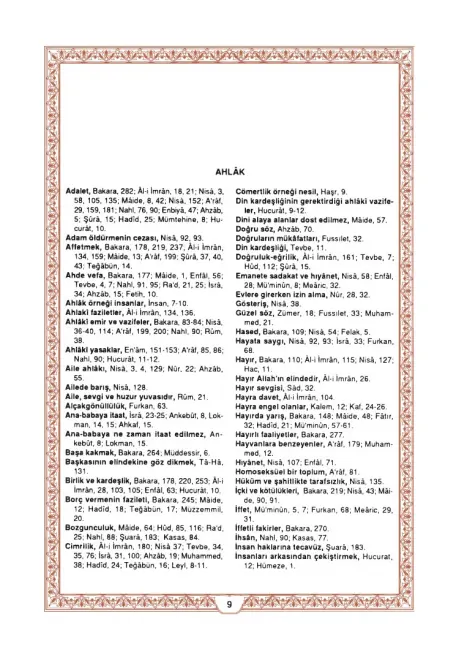 AHLÂK
Adalet, Bakara, 282; Âl-i İmrân, 18, 21; Nisâ, 3,
58, 105, 135; Mâide, 8, 42; Nisâ, 152; A'râf,
29, 159, 181; Nahl, 76, 90; Enbiyâ, 47; Ahzâb,
5; Şûrâ, 15; Hadîd, 25; Mümtehine, 8; Hu-
curât, 10.
Adam öldürmenin cezası, Nisâ, 92, 93.
Affetmek, Bakara, 178, 219, 237; Âl-i İmrân,
134, 159; Mâide, 13; A'râf, 199; Şûrâ, 37, 40,
43; Teğâbün, 14.
Ahde vefa, Bakara, 177; Mâide, 1, Enfâl, 56;
Tevbe, 4, 7; Nahl, 91, 95; Ra'd, 21, 25; İsrâ,
34; Ahzâb, 15; Fetih, 10.
Ahlâk örneği insanlar, İnsan, 7-10.
Ahlakî faziletler, Âl-i İmrân, 134, 136.
Ahlâkî emir ve vazifeler, Bakara, 83-84; Nisâ,
36-40, 114; A'râf, 199, 200; Nahl, 90; Rûm,
38.
Ahlâkî yasaklar, En'âm, 151-153; A'râf, 85, 86;
Nahl, 90; Hucurât, 11-12.
Aile ahlâkı, Nisâ, 3, 4, 129; Nûr, 22; Ahzâb,
55.
Ailede barış, Nisâ, 128.
Aile, sevgi ve huzur yuvasıdır, Rûm, 21.
Alçakgönüllülük, Furkan, 63.
Ana-babaya itaat, İsrâ, 23-25; Ankebût, 8, Lok-
man, 14, 15; Ahkaf, 15.
Ana-babaya ne zaman itaat edilmez, An-
kebût, 8; Lokman, 15.
Başa kakmak, Bakara, 264; Müddessir, 6.
Başkasının elindekine göz dikmek, Tâ-Hâ,
131.
Birlik ve kardeşlik, Bakara, 178, 220, 253; Âl-i
İmrân, 28, 103, 105; Enfâl, 63; Hucurât, 10.
Borç vermenin fazileti, Bakara, 245; Mâide,
12; Hadîd, 18; Teğâbün, 17; Müzzemmil,
20.
Bozgunculuk, Mâide, 64; Hûd, 85, 116; Ra'd,
25; Nahl, 88; Şuarâ, 183; Kasas, 84.
Cimrilik, Âl-i İmrân, 180; Nisâ 37; Tevbe, 34,
35, 76; İsrâ, 31, 100; Ahzâb, 19; Muhammed,
38; Hadîd, 24; Teğâbün, 16; Leyl, 8-11.
Cömertlik örneği nesil, Haşr, 9.
Din kardeşliğinin gerektirdiği ahlâkî vazife-
ler, Hucurât, 9-12.
Dini alaya alanlar dost edilmez, Mâide, 57.
Doğru söz, Ahzâb, 70.
Doğruların mükâfatları, Fussılet, 32.
Din kardeşliği, Tevbe, 11.
Doğruluk-eğrilik, Âl-i İmrân, 161; Tevbe, 7;
Hûd, 112; Şûrâ, 15.
Emanete sadakat ve hıyânet, Nisâ, 58; Enfâl,
28; Mü'minûn, 8; Meâric, 32.
Evlere girerken izin alma, Nûr, 28, 32.
Gösteriş, Nisâ, 38.
Güzel söz, Zümer, 18; Fussılet, 33; Muham-
med, 21.
Hased, Bakara, 109; Nisâ, 54; Felak, 5.
Hayata saygı, Nisâ, 92, 93; İsrâ, 33; Furkan,
68.
Hayır, Bakara, 110; Âl-i İmrân, 115; Nisâ, 127;
Hac, 11.
Hayır Allah'ın elindedir, Âl-i İmrân, 26.
Hayır sevgisi, Sâd, 32.
Hayra davet, Âl-i İmrân, 104.
Hayra engel olanlar, Kalem, 12; Kaf, 24-26.
Hayırda yarış, Bakara, 148; Mâide, 48; Fâtır,
32; Hadîd, 21; Mü'minûn, 57-61.
Hayırlı faaliyetler, Bakara, 277.
Hayvanlara benzeyenler, A'râf, 179; Muham-
med, 12.
Hıyânet, Nisâ, 107; Enfâl, 71.
Homoseksüel bir toplum, A'râf, 81.
Hüküm ve şahitlikte tarafsızlık, Nisâ, 135.
İçki ve kötülükleri, Bakara, 219; Nisâ, 43; Mâi-
de, 90, 91.
İffet, Mü'minûn, 5, 7; Furkan, 68; Meâric, 29,
31.
İffetli fakirler, Bakara, 270.
İhsân, Nahl, 90; Kasas, 77.
İnsan haklarına tecavüz, Şuarâ, 183.
İnsanları arkasından çekiştirmek, Hucurat,
12; Hümeze, 1.
9